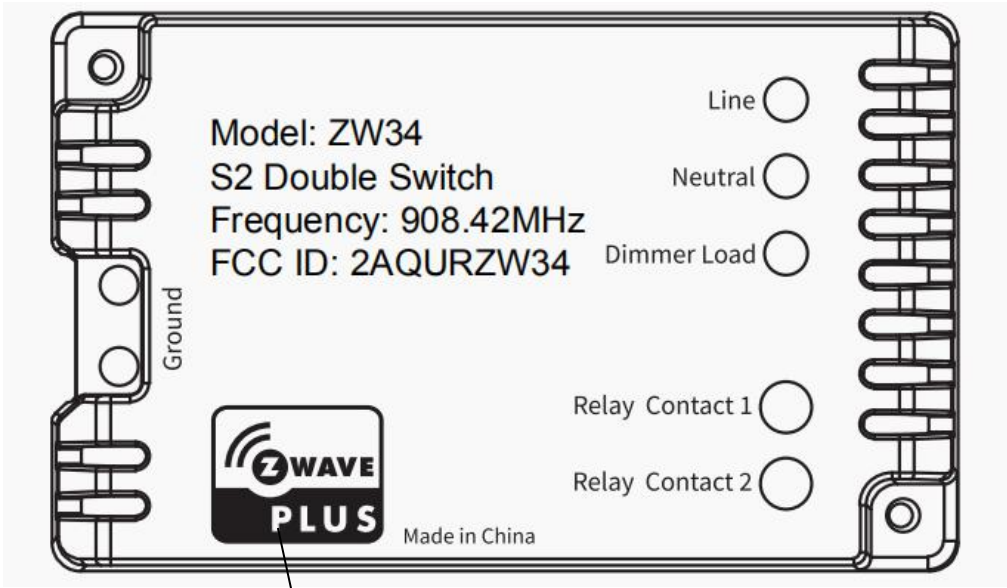 Model: ZW34
S2 Double Switch
Frequency: 908.42MHz
FCC ID: 2AQURZW34
Line
Neutral
Dimmer Load
Ground
Relay Contact 1
Relay Contact 2
Z WAVE
PLUS
Made in China